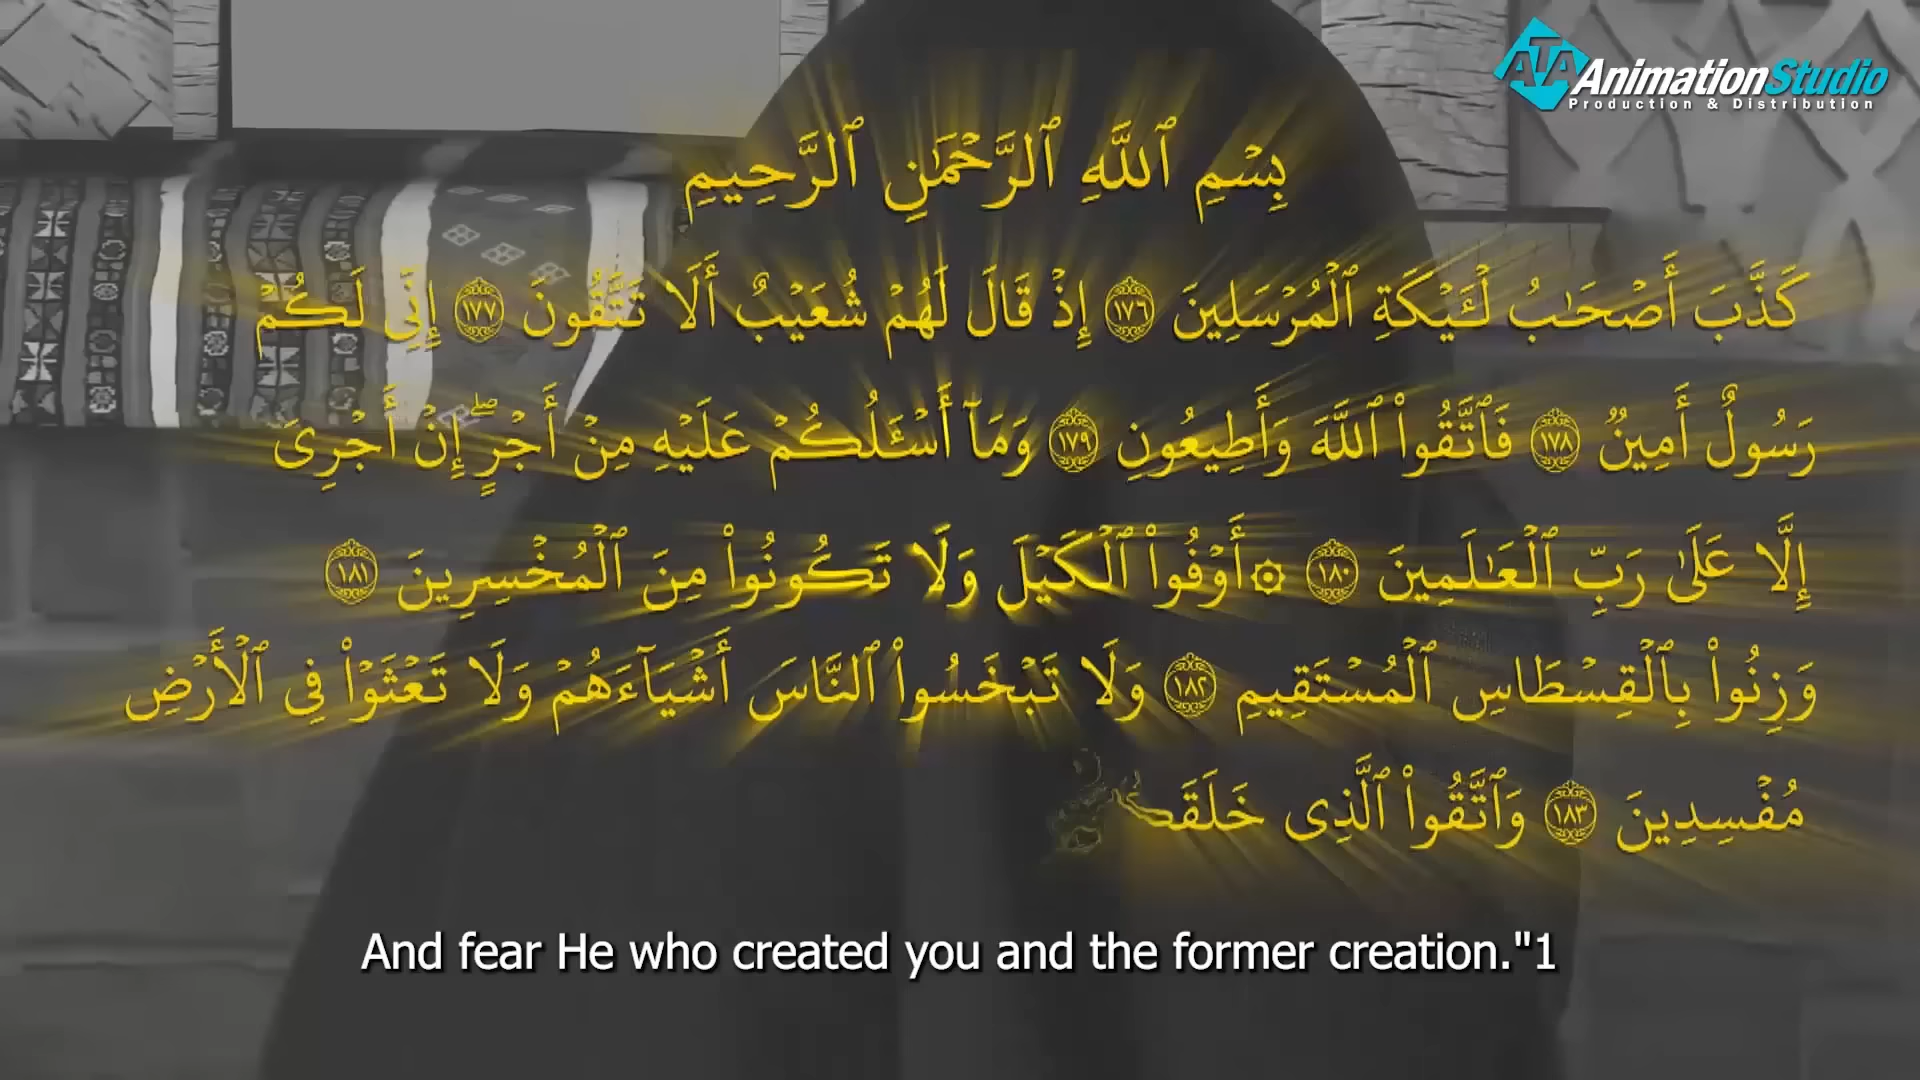 ATA AnimationStudio
Production & Distribution
بِسۡمِ ٱللَّهِ ٱلرَّحۡمَٰنِ ٱلرَّحِيمِ
كَذَّبَ أَصۡحَٰبُ لۡـَٔيۡكَةِ ٱلۡمُرۡسَلِينَ ١٧٦ إِذۡ قَالَ لَهُمۡ شُعَيۡبٌ أَلَا تَتَّقُونَ ١٧٧ إِنِّي لَكُمۡ
رَسُولٌ أَمِينٌ ١٧٨ فَٱتَّقُواْ ٱللَّهَ وَأَطِيعُونِ ١٧٩ وَمَآ أَسۡـَٔلُكُمۡ عَلَيۡهِ مِنۡ أَجۡرٍۖ إِنۡ أَجۡرِيَ
إِلَّا عَلَىٰ رَبِّ ٱلۡعَٰلَمِينَ ١٨٠ ۞ أَوۡفُواْ ٱلۡكَيۡلَ وَلَا تَكُونُواْ مِنَ ٱلۡمُخۡسِرِينَ ١٨١
وَزِنُواْ بِٱلۡقِسۡطَاسِ ٱلۡمُسۡتَقِيمِ ١٨٢ وَلَا تَبۡخَسُواْ ٱلنَّاسَ أَشۡيَآءَهُمۡ وَلَا تَعۡثَوۡاْ فِي ٱلۡأَرۡضِ
مُفۡسِدِينَ ١٨٣ وَٱتَّقُواْ ٱلَّذِي
And fear He who created you and the former creation."1